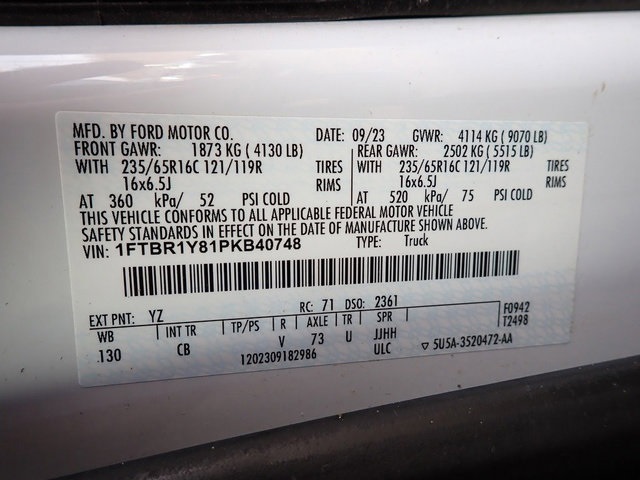 MFD. BY FORD MOTOR CO. DATE: 09/23 GVWR: 4114 KG ( 9070 LB)
FRONT GAWR: 1873 KG ( 4130 LB) REAR GAWR: 2502 KG ( 5515 LB)
WITH 235/65R16C 121/119R TIRES WITH 235/65R16C 121/119R TIRES
16x6.5J RIMS 16x6.5J RIMS
AT 360 kPa/ 52 PSI COLD AT 520 kPa/ 75 PSI COLD
THIS VEHICLE CONFORMS TO ALL APPLICABLE FEDERAL MOTOR VEHICLE
SAFETY STANDARDS IN EFFECT ON THE DATE OF MANUFACTURE SHOWN ABOVE.
VIN: 1FTBR1Y81PKB40748 TYPE: Truck
EXT PNT: YZ RC: 71 DSO: 2361 F0942
WB INT TR TP/PS R AXLE TR SPR T2498
130 CB V 73 U JJHH
1202309182986 ULC ▽ 5U5A-3520472-AA